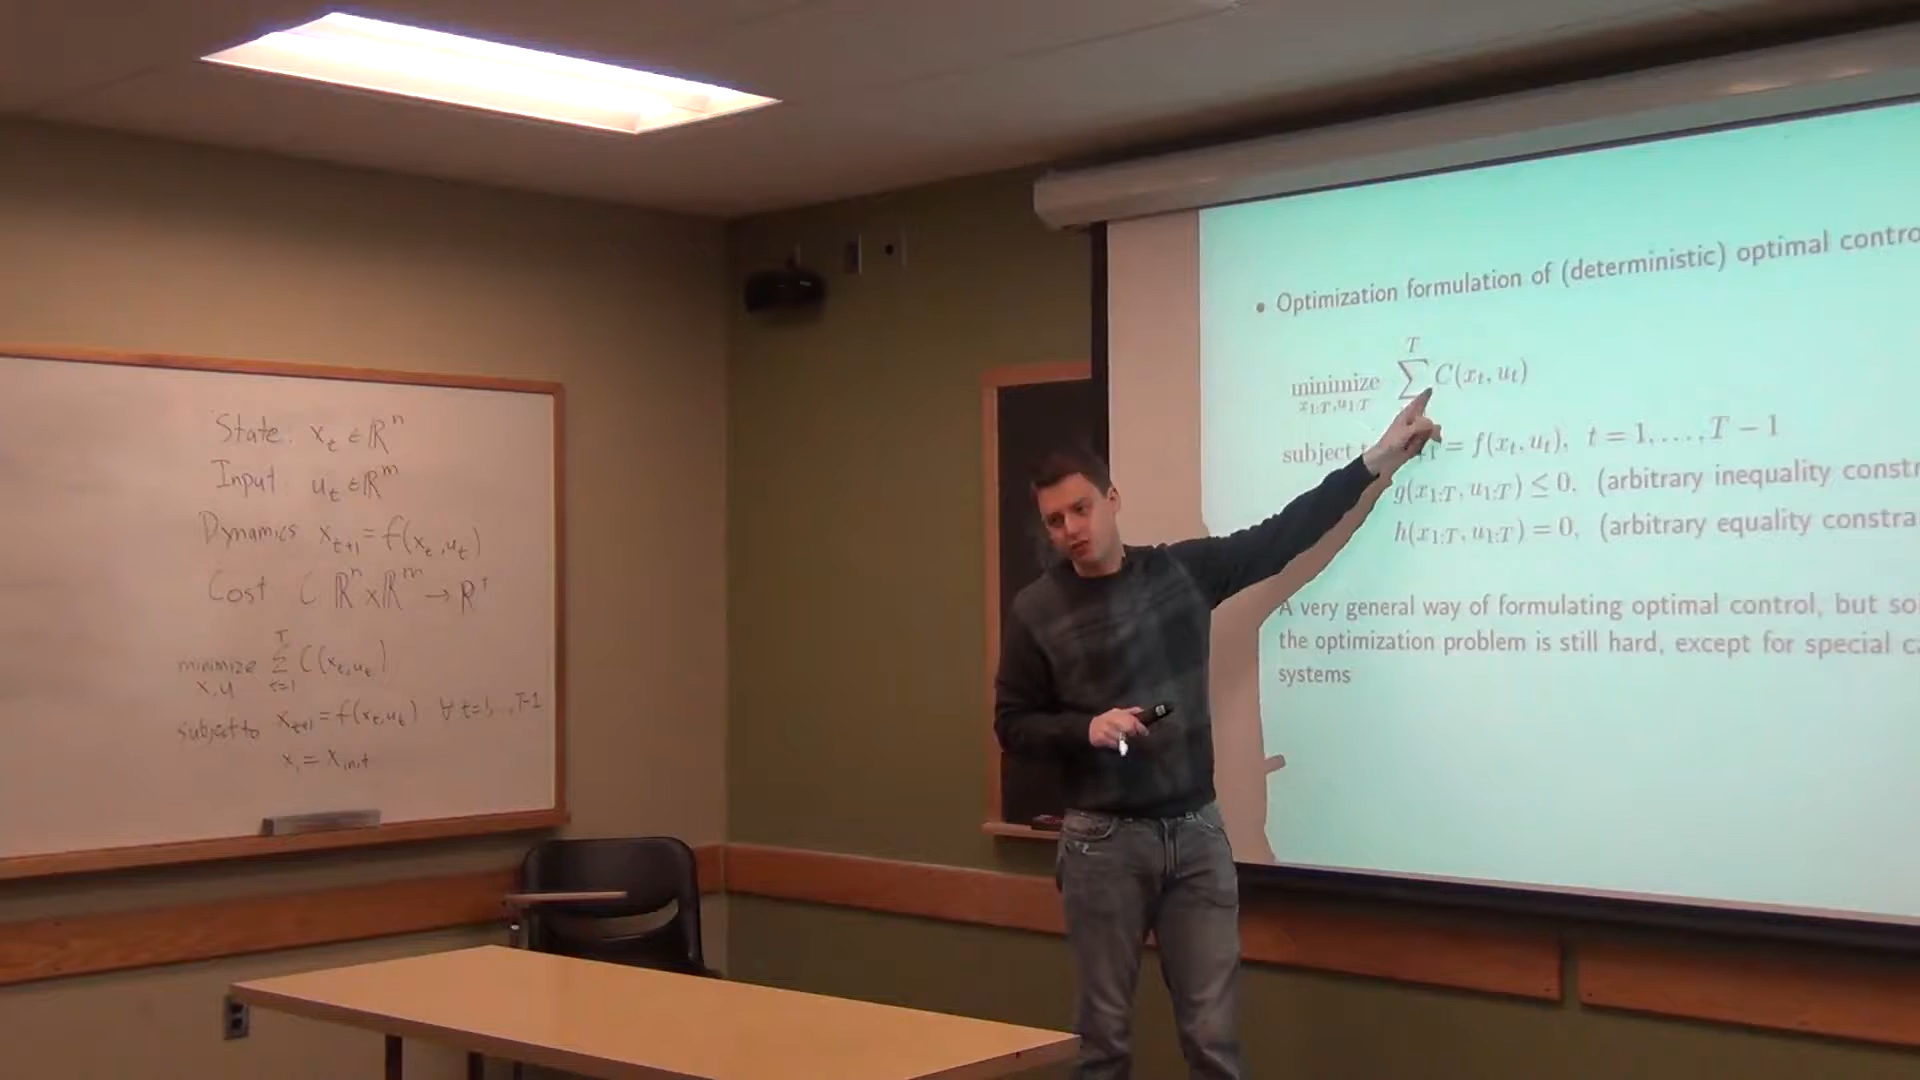 State: xₜ ∈ ℝⁿ
Input: uₜ ∈ ℝᵐ
Dynamics xₜ₊₁ = f(xₜ, uₜ)
Cost C ℝⁿ × ℝᵐ → ℝ
T
minimize Σ C(xₜ, uₜ)
x, u t=1
subject to xₜ₊₁ = f(xₜ, uₜ) ∀ t=1, .., T-1
x₁ = x_init
• Optimization formulation of (deterministic) optimal contro
T
minimize Σ C(xₜ, uₜ)
x₁:T, u₁:T
subject = f(xₜ, uₜ), t = 1, ..., T − 1
g(x₁:T, u₁:T) ≤ 0, (arbitrary inequality constr
h(x₁:T, u₁:T) = 0, (arbitrary equality constra
A very general way of formulating optimal control, but so
the optimization problem is still hard, except for special c
systems